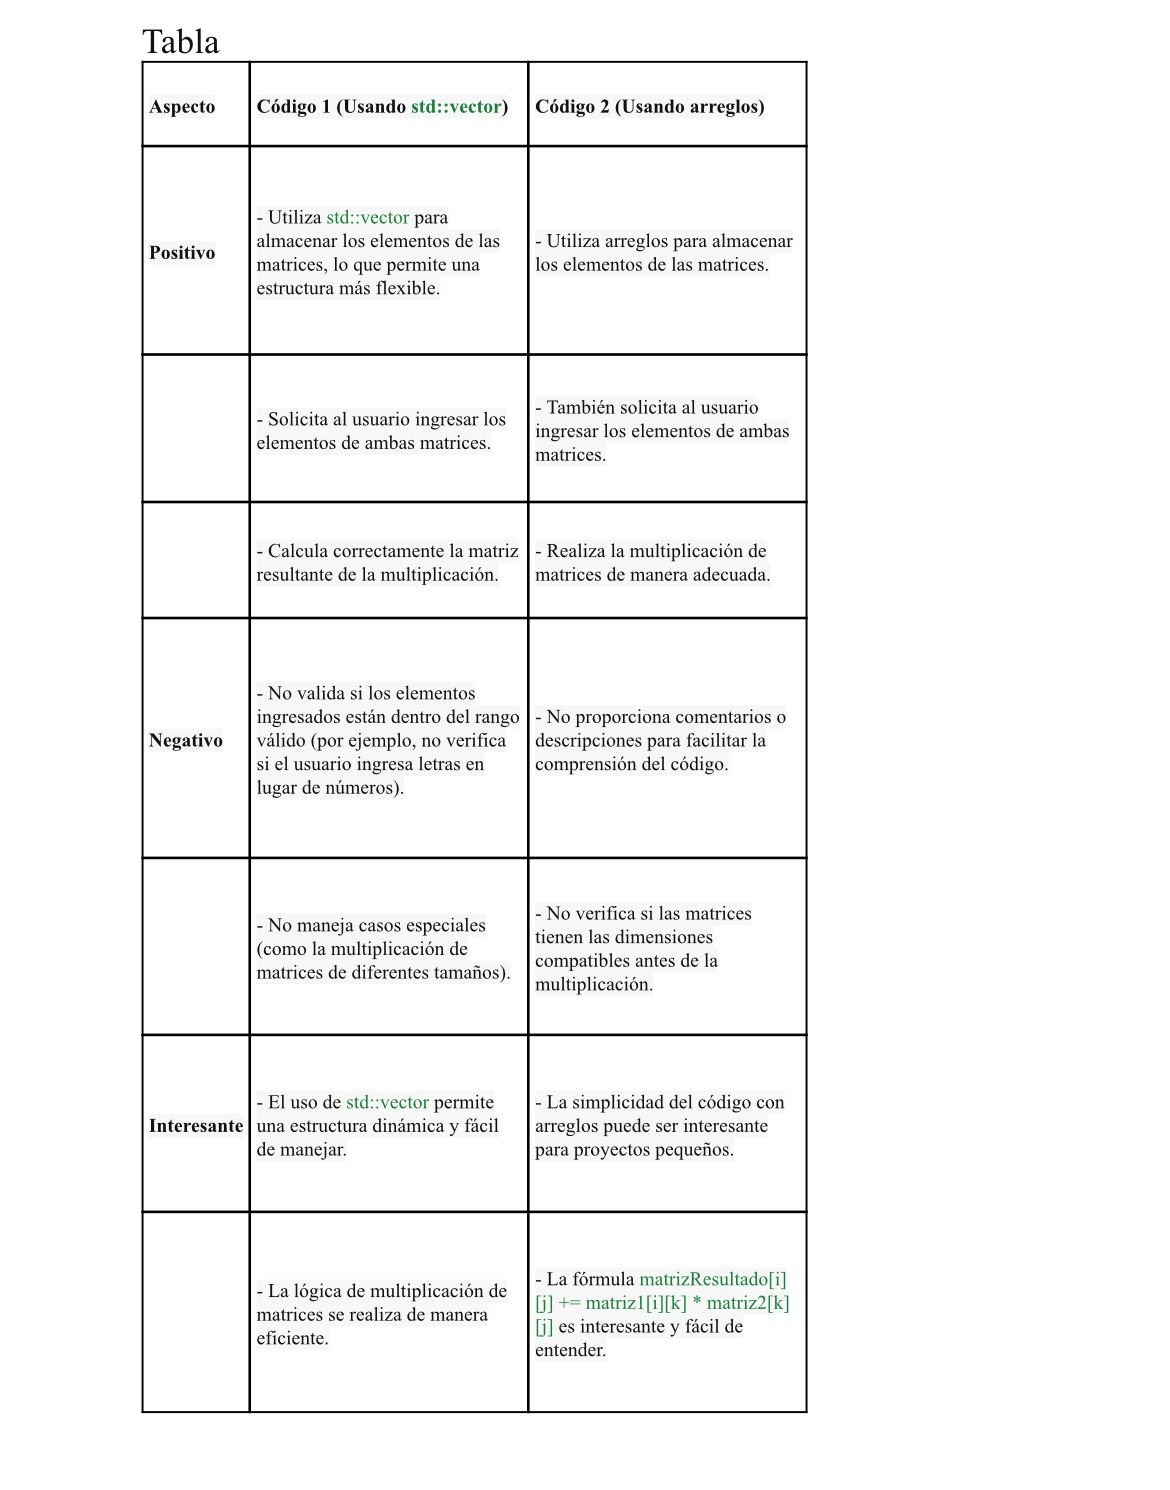 Tabla
Aspecto
Código 1 (Usando std::vector)
Código 2 (Usando arreglos)
Positivo
- Utiliza std::vector para
almacenar los elementos de las
matrices, lo que permite una
estructura más flexible.
- Utiliza arreglos para almacenar
los elementos de las matrices.
- Solicita al usuario ingresar los
elementos de ambas matrices.
- También solicita al usuario
ingresar los elementos de ambas
matrices.
- Calcula correctamente la matriz
resultante de la multiplicación.
- Realiza la multiplicación de
matrices de manera adecuada.
Negativo
- No valida si los elementos
ingresados están dentro del rango
válido (por ejemplo, no verifica
si el usuario ingresa letras en
lugar de números).
- No proporciona comentarios o
descripciones para facilitar la
comprensión del código.
- No maneja casos especiales
(como la multiplicación de
matrices de diferentes tamaños).
- No verifica si las matrices
tienen las dimensiones
compatibles antes de la
multiplicación.
Interesante
- El uso de std::vector permite
una estructura dinámica y fácil
de manejar.
- La simplicidad del código con
arreglos puede ser interesante
para proyectos pequeños.
- La lógica de multiplicación de
matrices se realiza de manera
eficiente.
- La fórmula matrizResultado[i]
[j] += matriz1[i][k] * matriz2[k]
[j] es interesante y fácil de
entender.